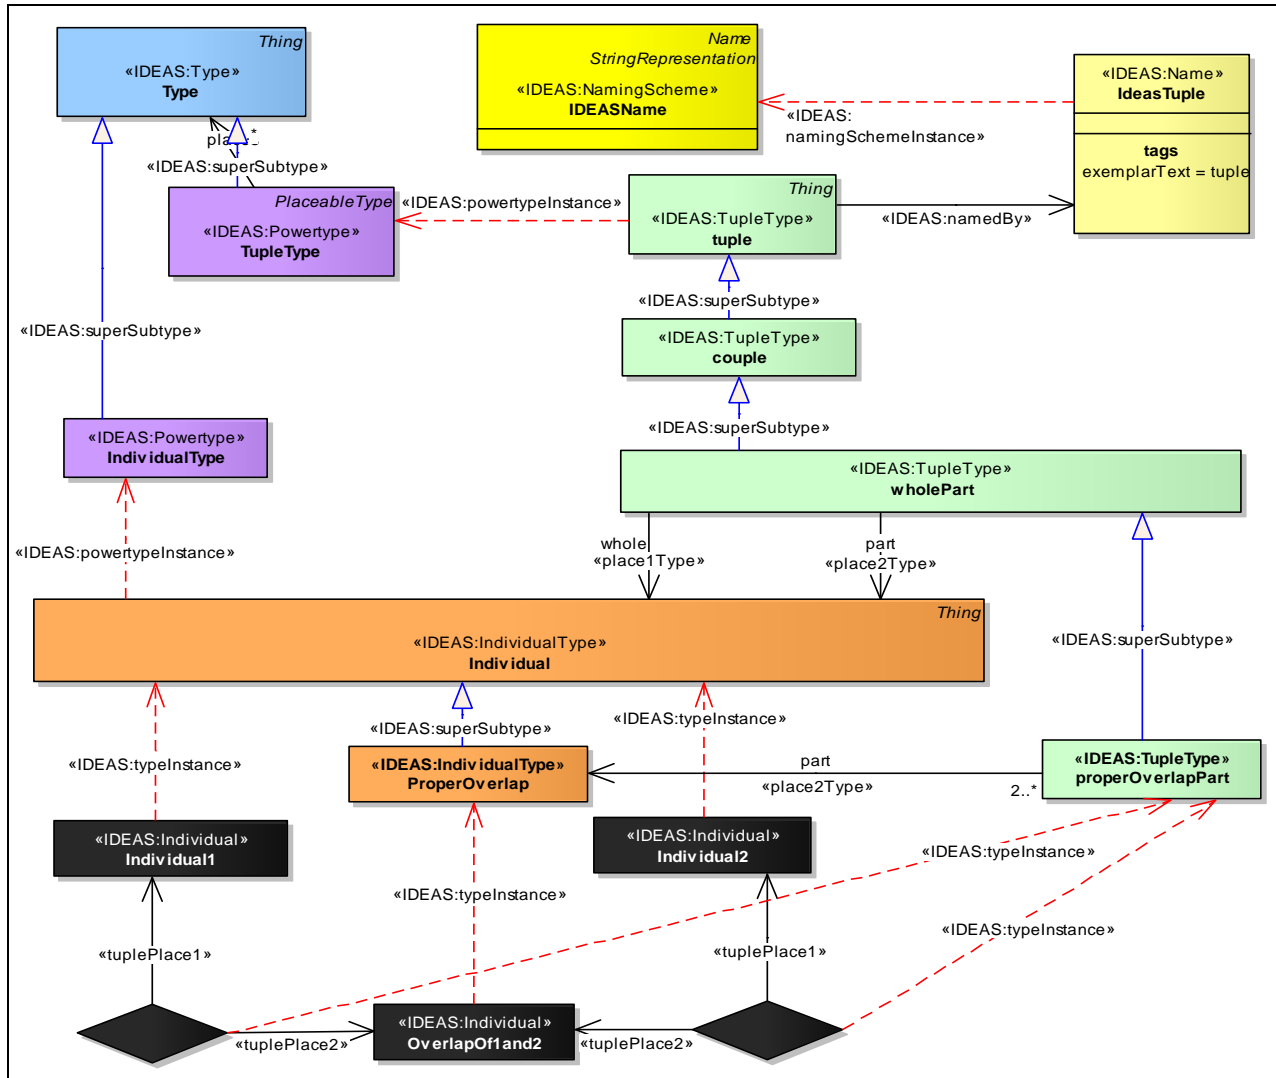 Thing
«IDEAS:Type»
Type
Name
StringRepresentation
«IDEAS:NamingScheme»
IDEASName
«IDEAS:Name»
IdeasTuple
tags
exemplarText = tuple
«IDEAS:
namingSchemeInstance»
*
«IDEAS:superSubtype»
PlaceableType
«IDEAS:Powertype»
TupleType
«IDEAS:powertypeInstance»
Thing
«IDEAS:TupleType»
tuple
«IDEAS:namedBy»
«IDEAS:superSubtype»
«IDEAS:superSubtype»
«IDEAS:TupleType»
couple
«IDEAS:superSubtype»
«IDEAS:Powertype»
IndividualType
«IDEAS:TupleType»
wholePart
«IDEAS:powertypeInstance»
whole
«place1Type»
part
«place2Type»
Thing
«IDEAS:IndividualType»
Individual
«IDEAS:superSubtype»
«IDEAS:typeInstance»
«IDEAS:superSubtype»
«IDEAS:typeInstance»
«IDEAS:IndividualType»
ProperOverlap
part
«place2Type»
2..*
«IDEAS:TupleType»
properOverlapPart
«IDEAS:Individual»
Individual1
«IDEAS:Individual»
Individual2
«IDEAS:typeInstance»
«IDEAS:typeInstance»
«IDEAS:typeInstance»
«tuplePlace1»
«tuplePlace1»
«IDEAS:Individual»
OverlapOf1and2
«tuplePlace2»
«tuplePlace2»